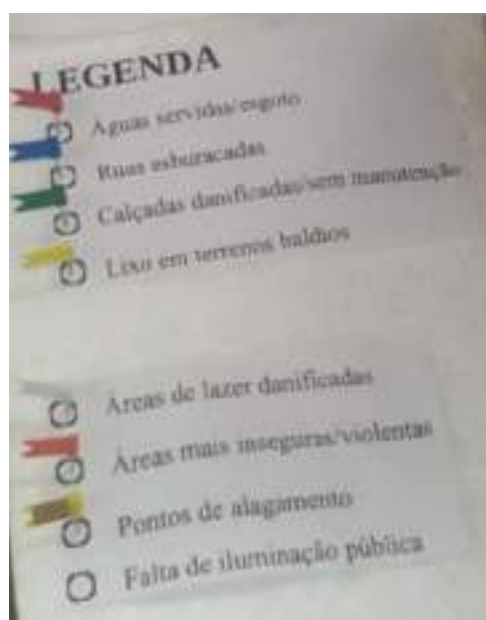 LEGENDA
Aguas servidas/esgoto
Ruas esburacadas
Calçadas danificadas/sem manutenção
Lixo em terrenos baldios
Áreas de lazer danificadas
Áreas mais inseguras/violentas
Pontos de alagamento
Falta de iluminação pública